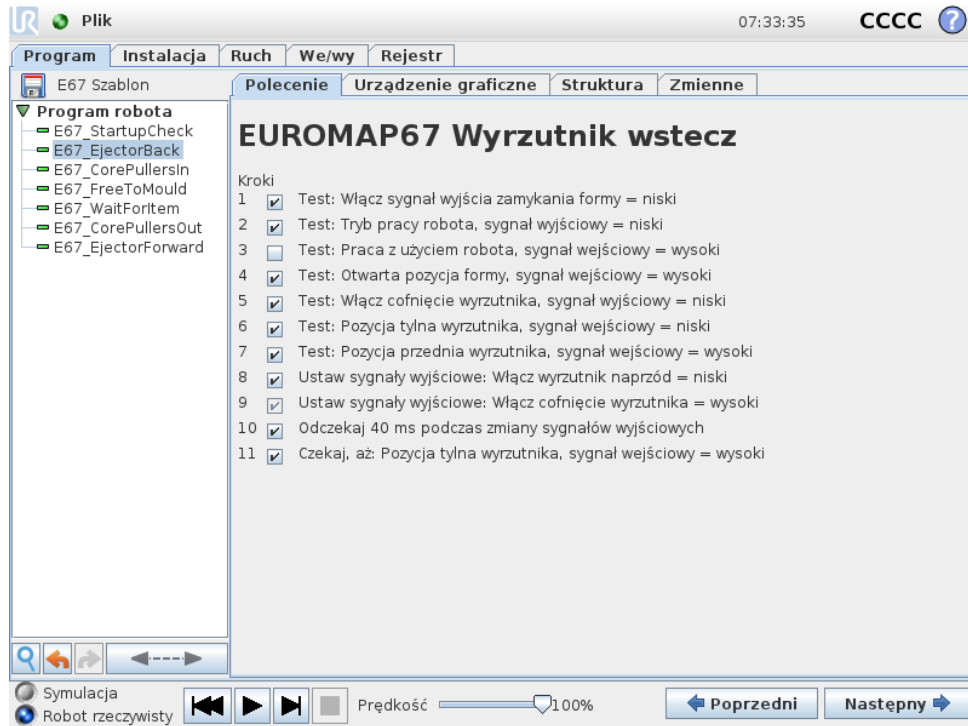 UR Plik 07:33:35 CCCC ?
Program Instalacja Ruch We/wy Rejestr
E67 Szablon
Polecenie Urządzenie graficzne Struktura Zmienne
Program robota
E67_StartupCheck
E67_EjectorBack
E67_CorePullersIn
E67_FreeToMould
E67_WaitForItem
E67_CorePullersOut
E67_EjectorForward
EUROMAP67 Wyrzutnik wstecz
Kroki
1 Test: Włącz sygnał wyjścia zamykania formy = niski
2 Test: Tryb pracy robota, sygnał wyjściowy = niski
3 Test: Praca z użyciem robota, sygnał wejściowy = wysoki
4 Test: Otwarta pozycja formy, sygnał wejściowy = wysoki
5 Test: Włącz cofnięcie wyrzutnika, sygnał wyjściowy = niski
6 Test: Pozycja tylna wyrzutnika, sygnał wejściowy = niski
7 Test: Pozycja przednia wyrzutnika, sygnał wejściowy = wysoki
8 Ustaw sygnały wyjściowe: Włącz wyrzutnik naprzód = niski
9 Ustaw sygnały wyjściowe: Włącz cofnięcie wyrzutnika = wysoki
10 Odczekaj 40 ms podczas zmiany sygnałów wyjściowych
11 Czekaj, aż: Pozycja tylna wyrzutnika, sygnał wejściowy = wysoki
Symulacja
Robot rzeczywisty
Prędkość 100%
Poprzedni Następny